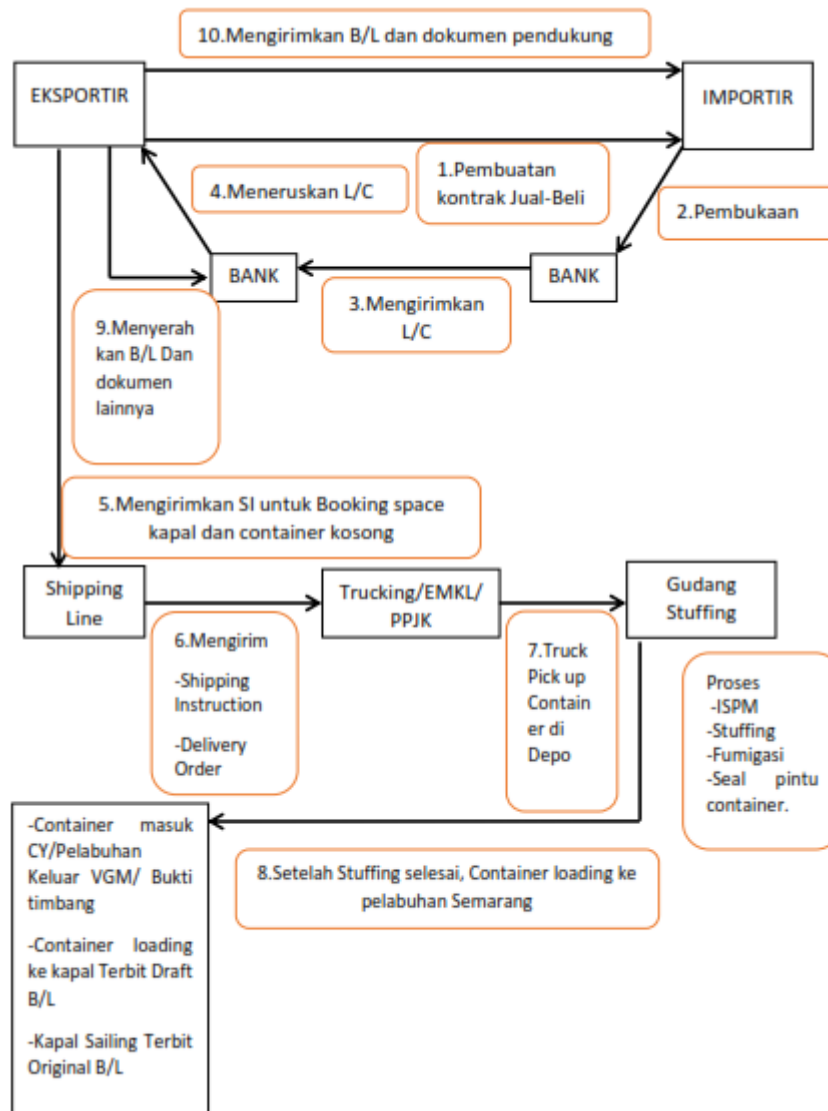 10.Mengirimkan B/L dan dokumen pendukung
EKSPORTIR
IMPORTIR
1.Pembuatan
kontrak Jual-Beli
4.Meneruskan L/C
2.Pembukaan
BANK
BANK
3.Mengirimkan
L/C
9.Menyerah
kan B/L Dan
dokumen
lainnya
5.Mengirimkan SI untuk Booking space
kapal dan container kosong
Shipping
Line
Trucking/EMKL/
PPJK
Gudang
Stuffing
6.Mengirim
-Shipping
Instruction
-Delivery
Order
7.Truck
Pick up
Contain
er di
Depo
Proses
-ISPM
-Stuffing
-Fumigasi
-Seal pintu
container.
8.Setelah Stuffing selesai, Container loading ke
pelabuhan Semarang
-Container masuk
CY/Pelabuhan
Keluar VGM/ Bukti
timbang
-Container loading
ke kapal Terbit Draft
B/L
-Kapal Sailing Terbit
Original B/L